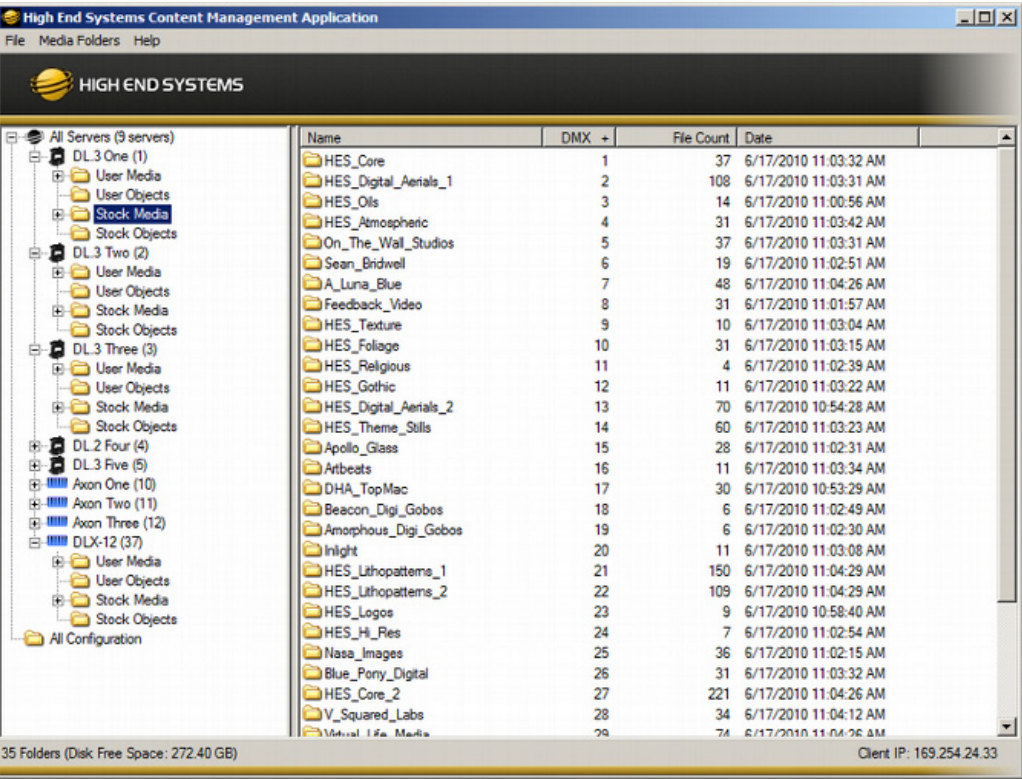 High End Systems Content Management Application
File Media Folders Help
HIGH END SYSTEMS
All Servers (9 servers)
DL.3 One (1)
User Media
User Objects
Stock Media
Stock Objects
DL.3 Two (2)
User Media
User Objects
Stock Media
Stock Objects
DL.3 Three (3)
User Media
User Objects
Stock Media
Stock Objects
DL.2 Four (4)
DL.3 Five (5)
Axon One (10)
Axon Two (11)
Axon Three (12)
DLX-12 (37)
User Media
User Objects
Stock Media
Stock Objects
All Configuration
Name DMX + File Count Date
HES_Core 1 37 6/17/2010 11:03:32 AM
HES_Digital_Aerials_1 2 108 6/17/2010 11:03:31 AM
HES_Oils 3 14 6/17/2010 11:00:56 AM
HES_Atmospheric 4 31 6/17/2010 11:03:42 AM
On_The_Wall_Studios 5 37 6/17/2010 11:03:31 AM
Sean_Bridwell 6 19 6/17/2010 11:02:51 AM
A_Luna_Blue 7 48 6/17/2010 11:04:26 AM
Feedback_Video 8 31 6/17/2010 11:01:57 AM
HES_Texture 9 10 6/17/2010 11:03:04 AM
HES_Foliage 10 31 6/17/2010 11:03:15 AM
HES_Religious 11 4 6/17/2010 11:02:39 AM
HES_Gothic 12 11 6/17/2010 11:03:22 AM
HES_Digital_Aerials_2 13 70 6/17/2010 10:54:28 AM
HES_Theme_Stills 14 60 6/17/2010 11:03:23 AM
Apollo_Glass 15 28 6/17/2010 11:02:31 AM
Artbeats 16 11 6/17/2010 11:03:34 AM
DHA_TopMac 17 30 6/17/2010 10:53:29 AM
Beacon_Digi_Gobos 18 6 6/17/2010 11:02:49 AM
Amorphous_Digi_Gobos 19 6 6/17/2010 11:02:30 AM
Inlight 20 11 6/17/2010 11:03:08 AM
HES_Lithopatterns_1 21 150 6/17/2010 11:04:29 AM
HES_Lithopatterns_2 22 109 6/17/2010 11:04:29 AM
HES_Logos 23 9 6/17/2010 10:58:40 AM
HES_Hi_Res 24 7 6/17/2010 11:02:54 AM
Nasa_Images 25 36 6/17/2010 11:02:15 AM
Blue_Pony_Digital 26 31 6/17/2010 11:03:32 AM
HES_Core_2 27 221 6/17/2010 11:04:26 AM
V_Squared_Labs 28 34 6/17/2010 11:04:12 AM
Virtual_Life_Media 29 74 6/17/2010 11:04:26 AM
35 Folders (Disk Free Space: 272.40 GB)
Client IP: 169.254.24.33